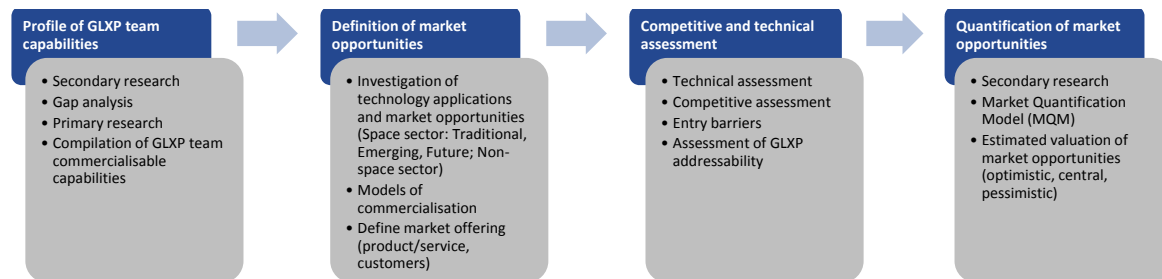 Profile of GLXP team
capabilities
• Secondary research
• Gap analysis
• Primary research
• Compilation of GLXP team
commercialisable
capabilities
Definition of market
opportunities
• Investigation of
technology applications
and market opportunities
(Space sector: Traditional,
Emerging, Future; Non-
space sector)
• Models of
commercialisation
• Define market offering
(product/service,
customers)
Competitive and technical
assessment
• Technical assessment
• Competitive assessment
• Entry barriers
• Assessment of GLXP
addressability
Quantification of market
opportunities
• Secondary research
• Market Quantification
Model (MQM)
• Estimated valuation of
market opportunities
(optimistic, central,
pessimistic)